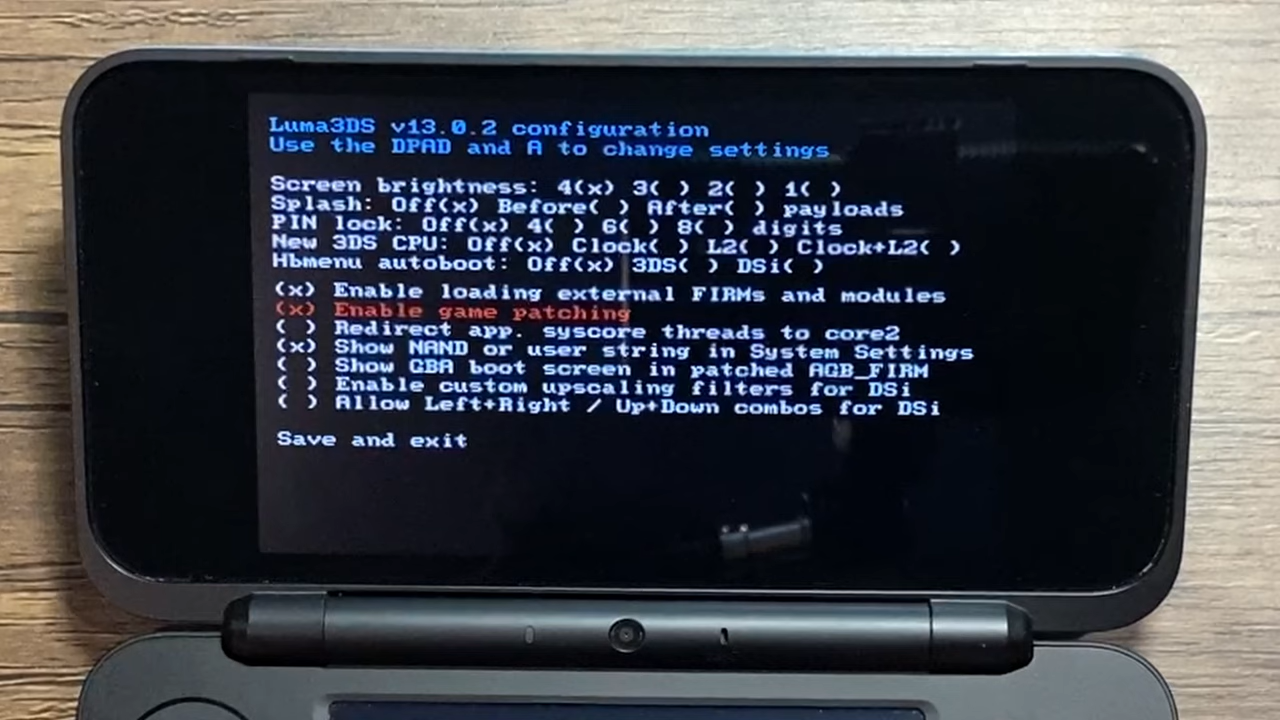 Luma3DS v13.0.2 configuration
Use the DPAD and A to change settings
Screen brightness: 4(x) 3( ) 2( ) 1( )
Splash: Off(x) Before( ) After( ) payloads
PIN lock: Off(x) 4( ) 6( ) 8( ) digits
New 3DS CPU: Off(x) Clock( ) L2( ) Clock+L2( )
Hbmenu autoboot: Off(x) 3DS( ) DSi( )
(x) Enable loading external FIRMs and modules
(x) Enable game patching
( ) Redirect app. syscore threads to core2
(x) Show NAND or user string in System Settings
( ) Show GBA boot screen in patched AGB_FIRM
( ) Enable custom upscaling filters for DSi
( ) Allow Left+Right / Up+Down combos for DSi
Save and exit